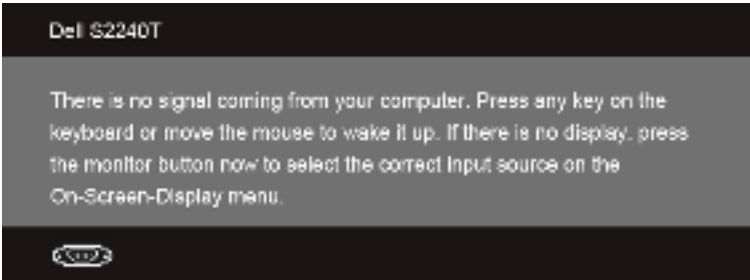 Dell S2240T
There is no signal coming from your computer. Press any key on the
keyboard or move the mouse to wake it up. If there is no display, press
the monitor button now to select the correct input source on the
On-Screen-Display menu.